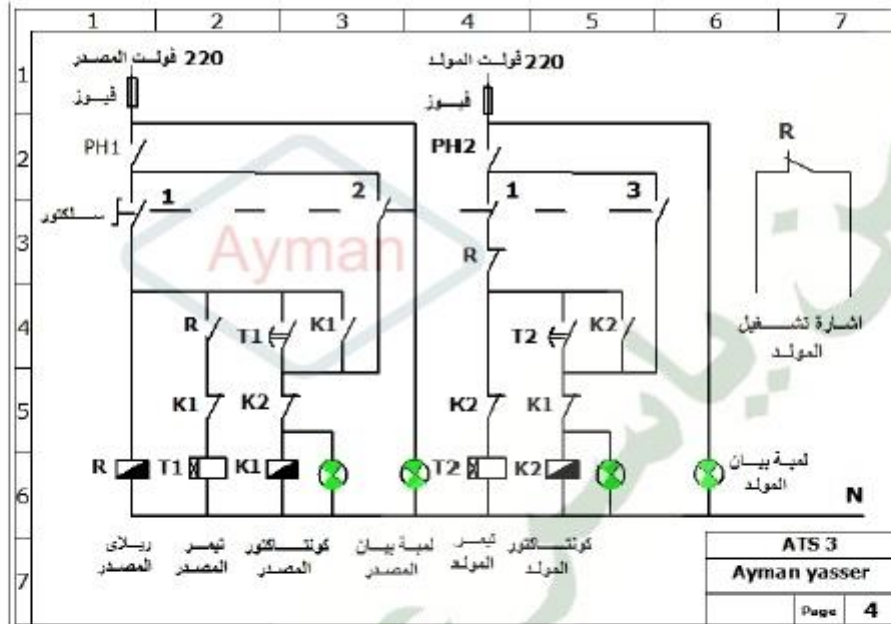 1 2 3 4 5 6 7
220 فولت المصدر
220 فولت المولد
1
فيوز
فيوز
R
PH1
PH2
2
1
2
1
3
سلكتور
3
Ayman
R
R
T1
K1
T2
K2
اشارة تشغيل
المولد
4
K1
K2
K2
K1
5
R
T1
K1
T2
K2
لمبة بيان
المولد
6
N
ريلاى
المصدر
تيمر
المصدر
كونتاكتور
المصدر
لمبة بيان
المصدر
تيمر
المولد
كونتاكتور
المولد
7
ATS 3
Ayman yasser
Page 4